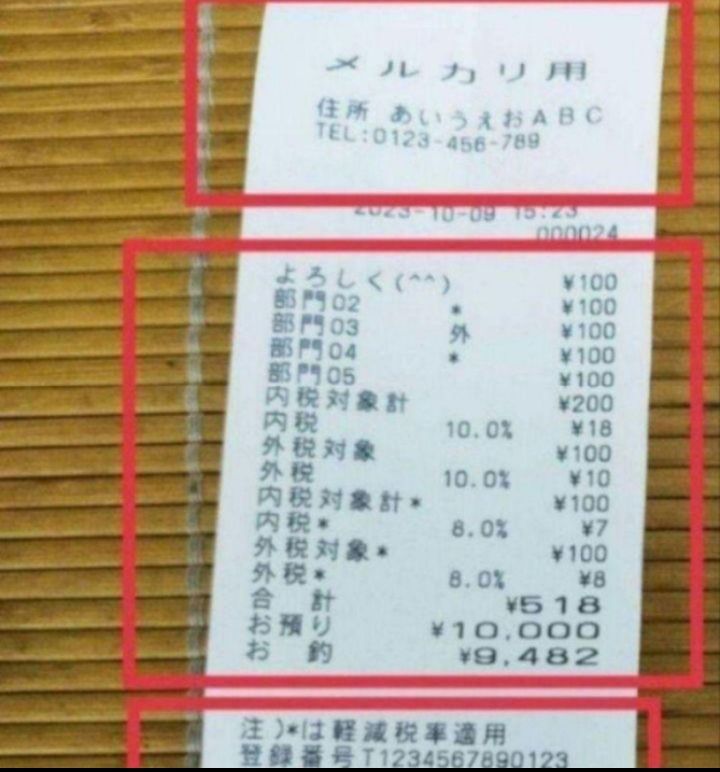 メルカリ用
住所 あいうえおABC
TEL:0123-456-789
2023-10-09 15:23
000024
よろしく(^^) ¥100
部門02 * ¥100
部門03 外 ¥100
部門04 * ¥100
部門05 ¥100
内税対象計 ¥200
内税 10.0% ¥18
外税対象 ¥100
外税 10.0% ¥10
内税対象計* ¥100
内税* 8.0% ¥7
外税対象* ¥100
外税* 8.0% ¥8
合 計 ¥518
お預り ¥10,000
お 釣 ¥9,482
注)*は軽減税率適用
登録番号T1234567890123